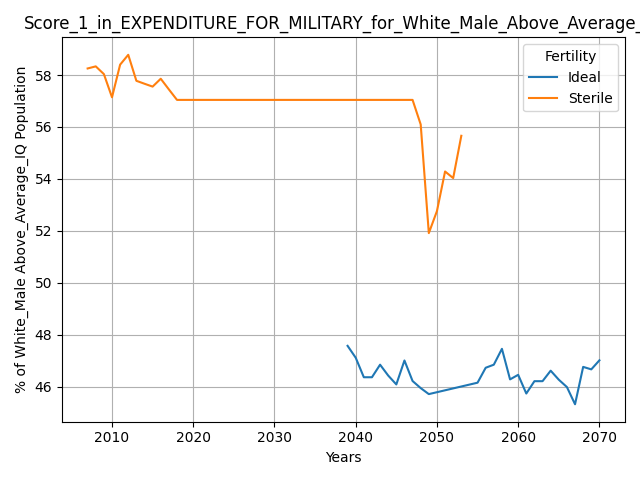 Score_1_in_EXPENDITURE_FOR_MILITARY_for_White_Male_Above_Average_
Fertility
Ideal
Sterile
% of White_Male Above_Average_IQ Population
58
56
54
52
50
48
46
2010 2020 2030 2040 2050 2060 2070
Years